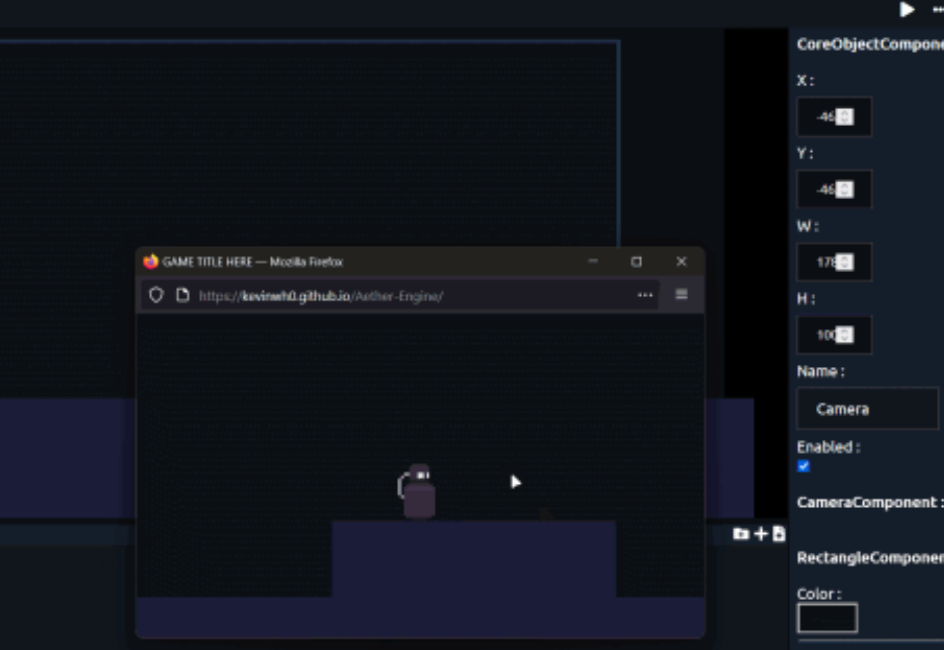 CoreObjectCompone
X :
-46
Y :
-46
W :
178
H :
100
Name :
Camera
Enabled :
CameraComponent :
RectangleComponen
Color :
GAME TITLE HERE — Mozilla Firefox
https://kevinwh0.github.io/Aether-Engine/